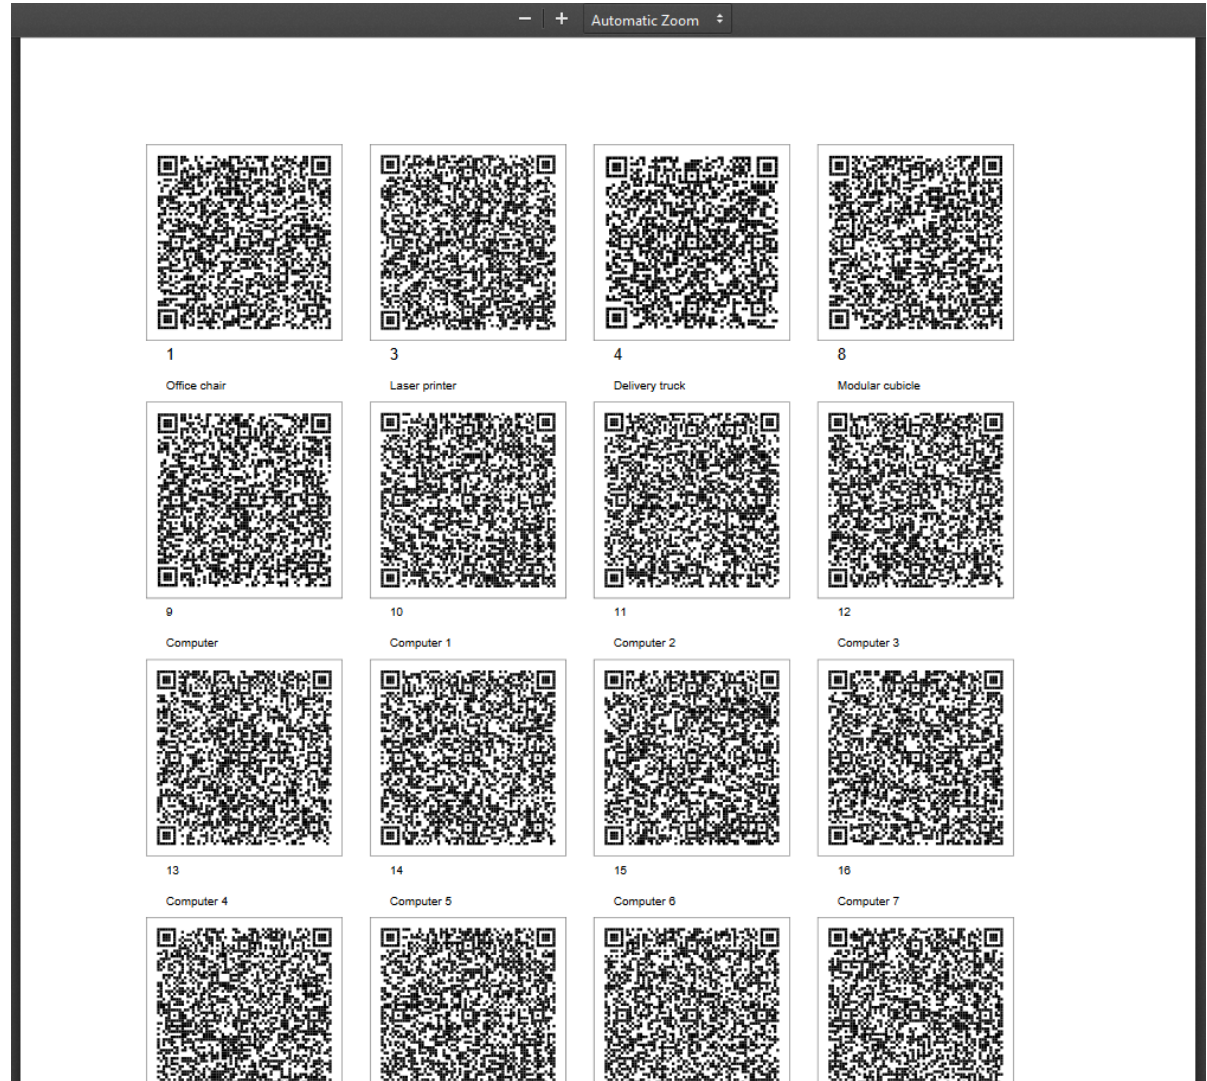 − + Automatic Zoom
1 3 4 8
Office chair Laser printer Delivery truck Modular cubicle
9 10 11 12
Computer Computer 1 Computer 2 Computer 3
13 14 15 16
Computer 4 Computer 5 Computer 6 Computer 7